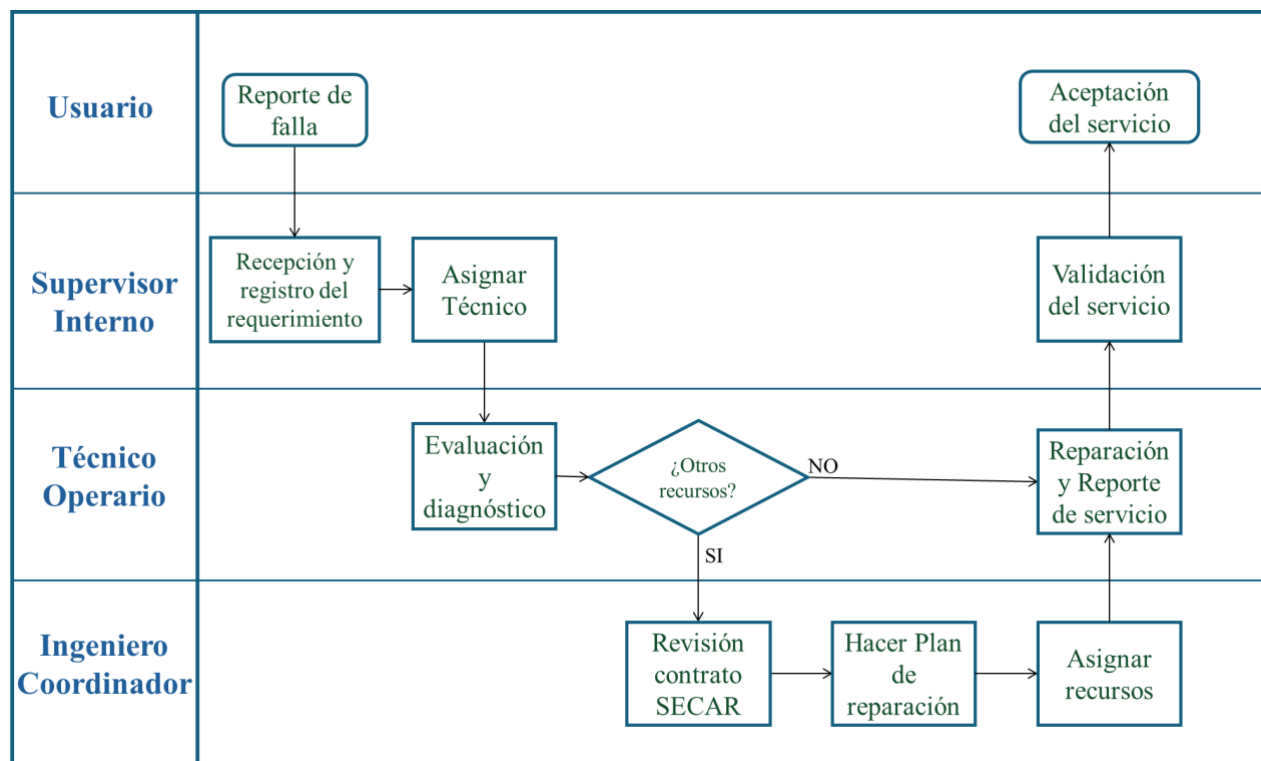 Usuario
Reporte de
falla
Aceptación
del servicio
Supervisor
Interno
Recepción y
registro del
requerimiento
Asignar
Técnico
Validación
del servicio
Técnico
Operario
Evaluación
y
diagnóstico
¿Otros
recursos?
NO
SI
Reparación
y Reporte
de servicio
Ingeniero
Coordinador
Revisión
contrato
SECAR
Hacer Plan
de
reparación
Asignar
recursos